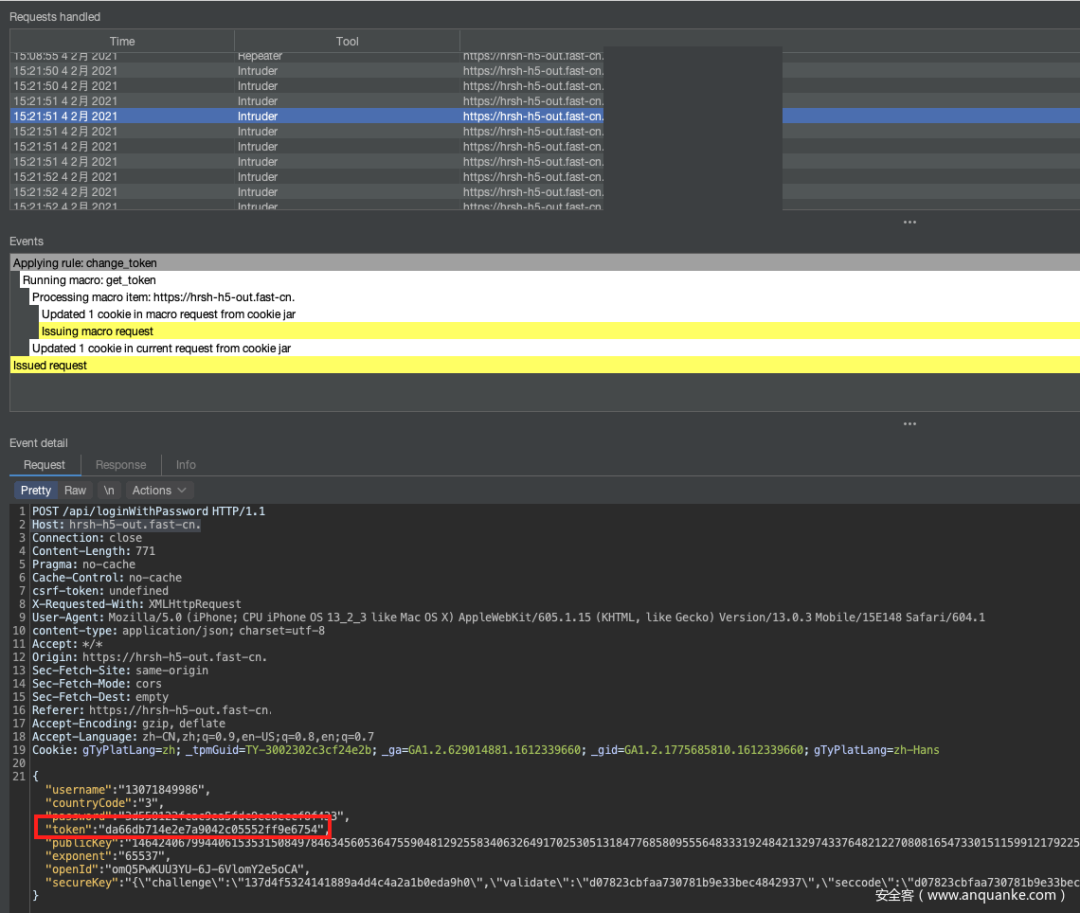 Requests handled
Time Tool
15:08:55 4 2月 2021 Repeater https://hrsh-h5-out.fast-cn.
15:21:50 4 2月 2021 Intruder https://hrsh-h5-out.fast-cn.
15:21:50 4 2月 2021 Intruder https://hrsh-h5-out.fast-cn.
15:21:51 4 2月 2021 Intruder https://hrsh-h5-out.fast-cn.
15:21:51 4 2月 2021 Intruder https://hrsh-h5-out.fast-cn.
15:21:51 4 2月 2021 Intruder https://hrsh-h5-out.fast-cn.
15:21:51 4 2月 2021 Intruder https://hrsh-h5-out.fast-cn.
15:21:51 4 2月 2021 Intruder https://hrsh-h5-out.fast-cn.
15:21:52 4 2月 2021 Intruder https://hrsh-h5-out.fast-cn.
15:21:52 4 2月 2021 Intruder https://hrsh-h5-out.fast-cn.
15:21:52 4 2月 2021 Intruder https://hrsh-h5-out.fast-cn.
Events
Applying rule: change_token
Running macro: get_token
Processing macro item: https://hrsh-h5-out.fast-cn.
Updated 1 cookie in macro request from cookie jar
Issuing macro request
Updated 1 cookie in current request from cookie jar
Issued request
Event detail
Request Response Info
Pretty Raw \n Actions
1 POST /api/loginWithPassword HTTP/1.1
2 Host: hrsh-h5-out.fast-cn.
3 Connection: close
4 Content-Length: 771
5 Pragma: no-cache
6 Cache-Control: no-cache
7 csrf-token: undefined
8 X-Requested-With: XMLHttpRequest
9 User-Agent: Mozilla/5.0 (iPhone; CPU iPhone OS 13_2_3 like Mac OS X) AppleWebKit/605.1.15 (KHTML, like Gecko) Version/13.0.3 Mobile/15E148 Safari/604.1
10 content-type: application/json; charset=utf-8
11 Accept: */*
12 Origin: https://hrsh-h5-out.fast-cn.
13 Sec-Fetch-Site: same-origin
14 Sec-Fetch-Mode: cors
15 Sec-Fetch-Dest: empty
16 Referer: https://hrsh-h5-out.fast-cn.
17 Accept-Encoding: gzip, deflate
18 Accept-Language: zh-CN,zh;q=0.9,en-US;q=0.8,en;q=0.7
19 Cookie: gTyPlatLang=zh; _tpmGuid=TY-3002302c3cf24e2b; _ga=GA1.2.629014881.1612339660; _gid=GA1.2.1775685810.1612339660; gTyPlatLang=zh-Hans
20
21 {
"username":"13071849986",
"countryCode":"3",
"password":
"token":"da66db714e2e7a9042c05552ff9e6754",
"publicKey":"14642406799440615353150849784634560536475590481292558340632649170253051318477685809555648333192484213297433764821227080816547330151159912179225
"exponent":"65537",
"openId":"omQ5PwKUU3YU-6J-6VlomY2e5oCA",
"secureKey":"{\"challenge\":\"137d4f5324141889a4d4c4a2a1b0eda9h0\",\"validate\":\"d07823cbfaa730781b9e33bec4842937\",\"seccode\":\"d07823cbfaa730781b9e33bec
}
安全客 ( www.anquanke.com )